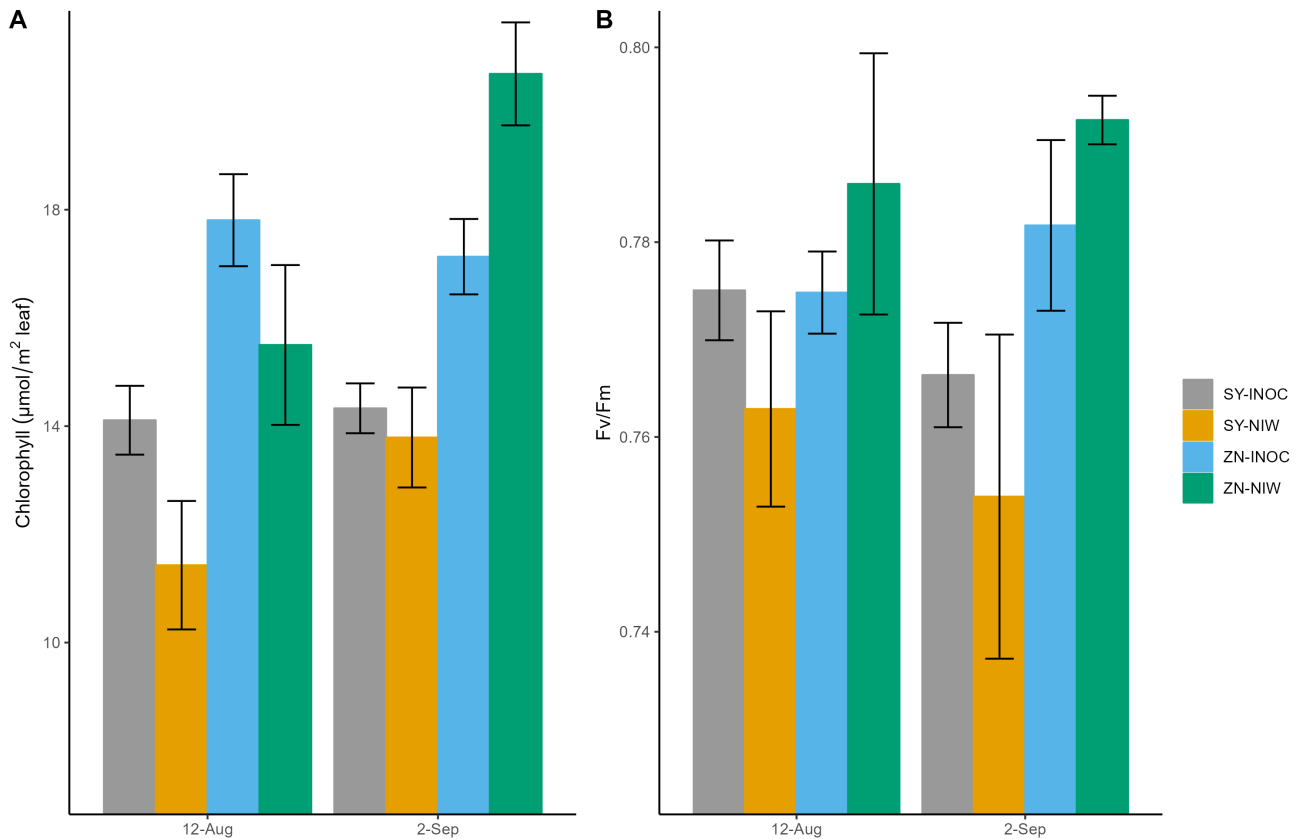 A
Chlorophyll (μmol/m² leaf)
18
14
10
12-Aug
2-Sep
B
Fv/Fm
0.80
0.78
0.76
0.74
12-Aug
2-Sep
SY-INOC
SY-NIW
ZN-INOC
ZN-NIW